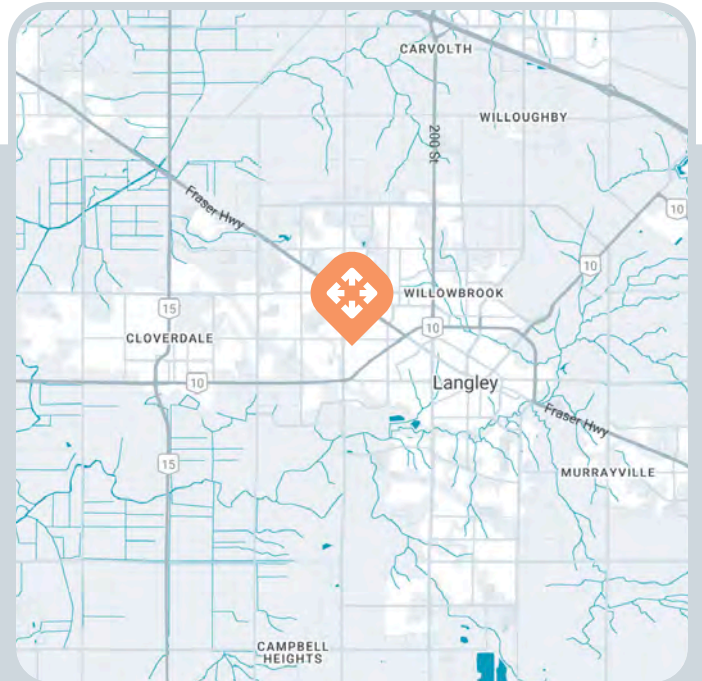 CARVOLTH
WILLOUGHBY
200 St
Fraser Hwy
10
10
WILLOWBROOK
15
10
CLOVERDALE
10
Langley
Fraser Hwy
15
MURRAYVILLE
CAMPBELL
HEIGHTS